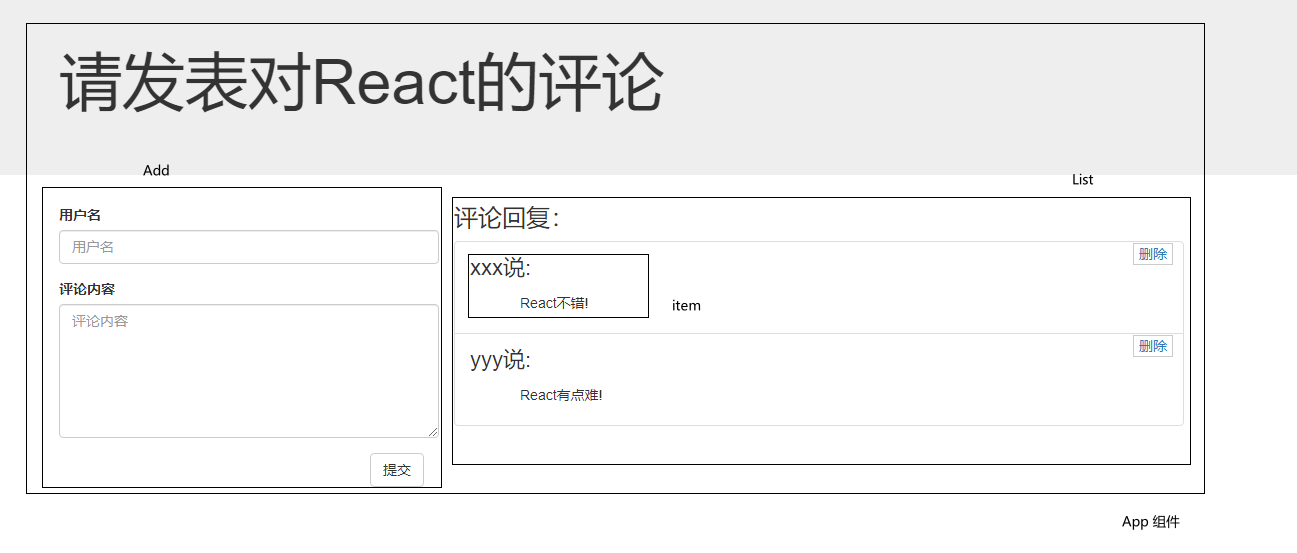 请发表对React的评论
Add
List
用户名
用户名
评论内容
评论内容
提交
评论回复：
删除
xxx说:
React不错!
item
删除
yyy说:
React有点难!
App 组件